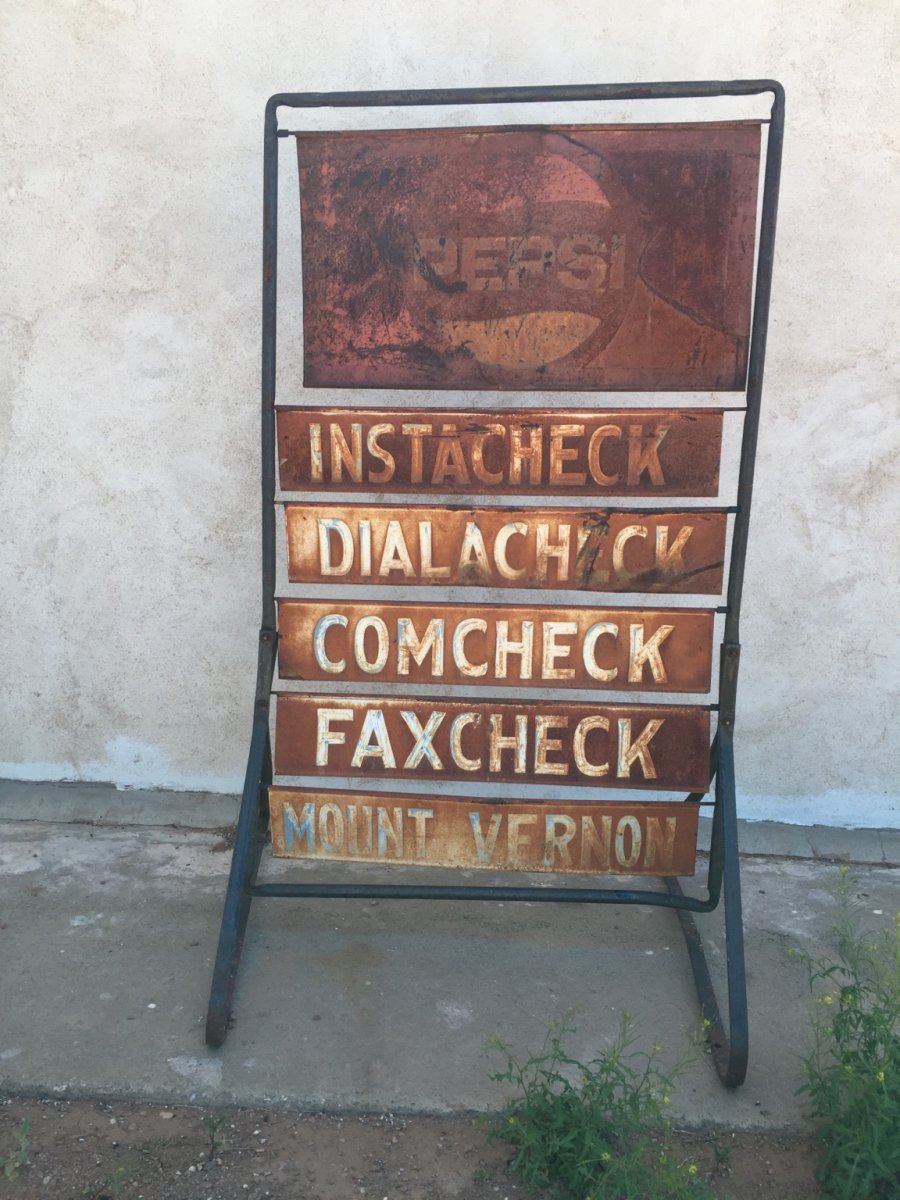 PEPSI
INSTACHECK
DIALACHECK
COMCHECK
FAXCHECK
MOUNT VERNON